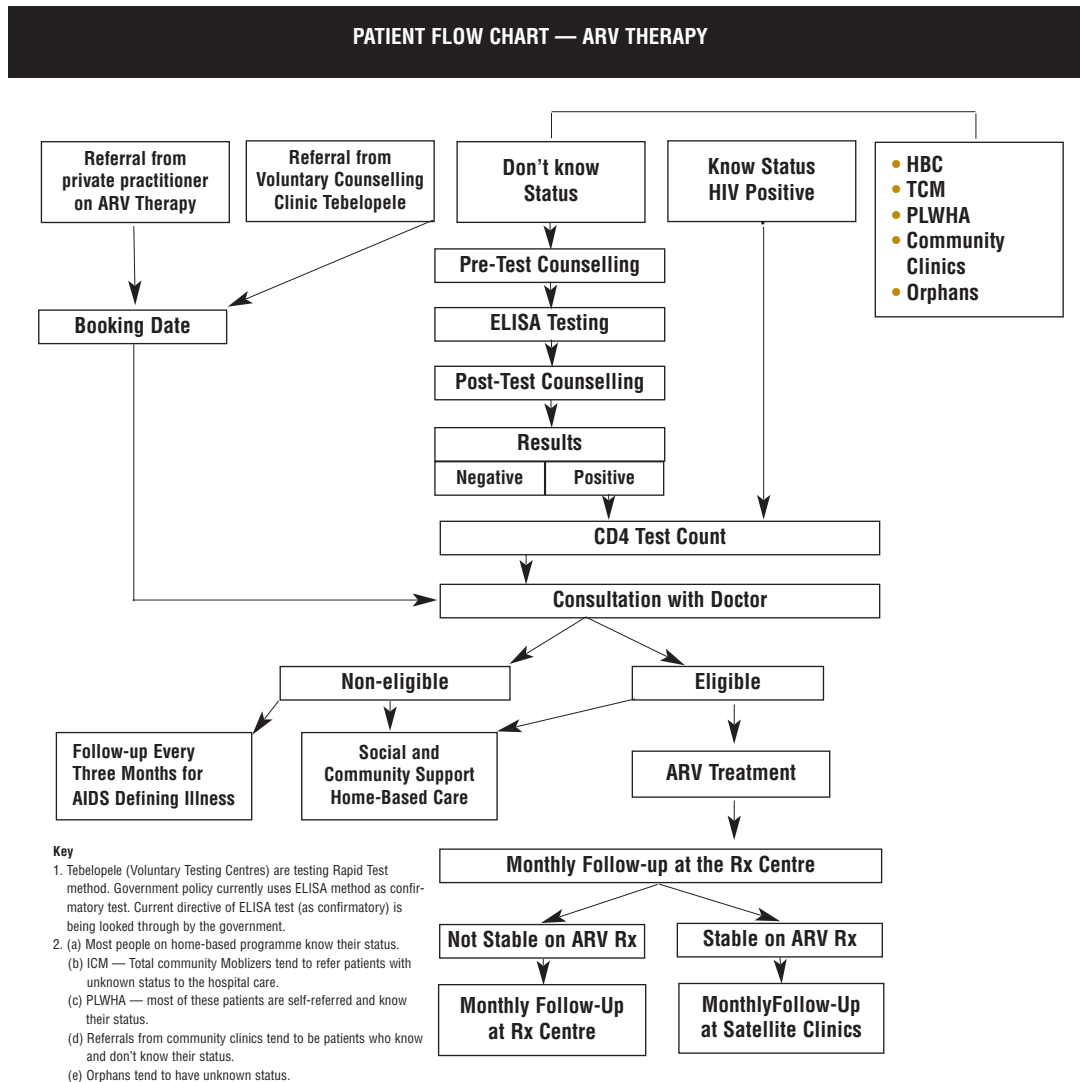 PATIENT FLOW CHART — ARV THERAPY
Referral from
private practitioner
on ARV Therapy
Referral from
Voluntary Counselling
Clinic Tebelopele
Don't know
Status
Know Status
HIV Positive
• HBC
• TCM
• PLWHA
• Community
Clinics
• Orphans
Pre-Test Counselling
Booking Date
ELISA Testing
Post-Test Counselling
Results
Negative
Positive
CD4 Test Count
Consultation with Doctor
Non-eligible
Eligible
Follow-up Every
Three Months for
AIDS Defining Illness
Social and
Community Support
Home-Based Care
ARV Treatment
Monthly Follow-up at the Rx Centre
Not Stable on ARV Rx
Stable on ARV Rx
Monthly Follow-Up
at Rx Centre
MonthlyFollow-Up
at Satellite Clinics
Key
1. Tebelopele (Voluntary Testing Centres) are testing Rapid Test
method. Government policy currently uses ELISA method as confir-
matory test. Current directive of ELISA test (as confirmatory) is
being looked through by the government.
2. (a) Most people on home-based programme know their status.
(b) ICM — Total community Moblizers tend to refer patients with
unknown status to the hospital care.
(c) PLWHA — most of these patients are self-referred and know
their status.
(d) Referrals from community clinics tend to be patients who know
and don't know their status.
(e) Orphans tend to have unknown status.